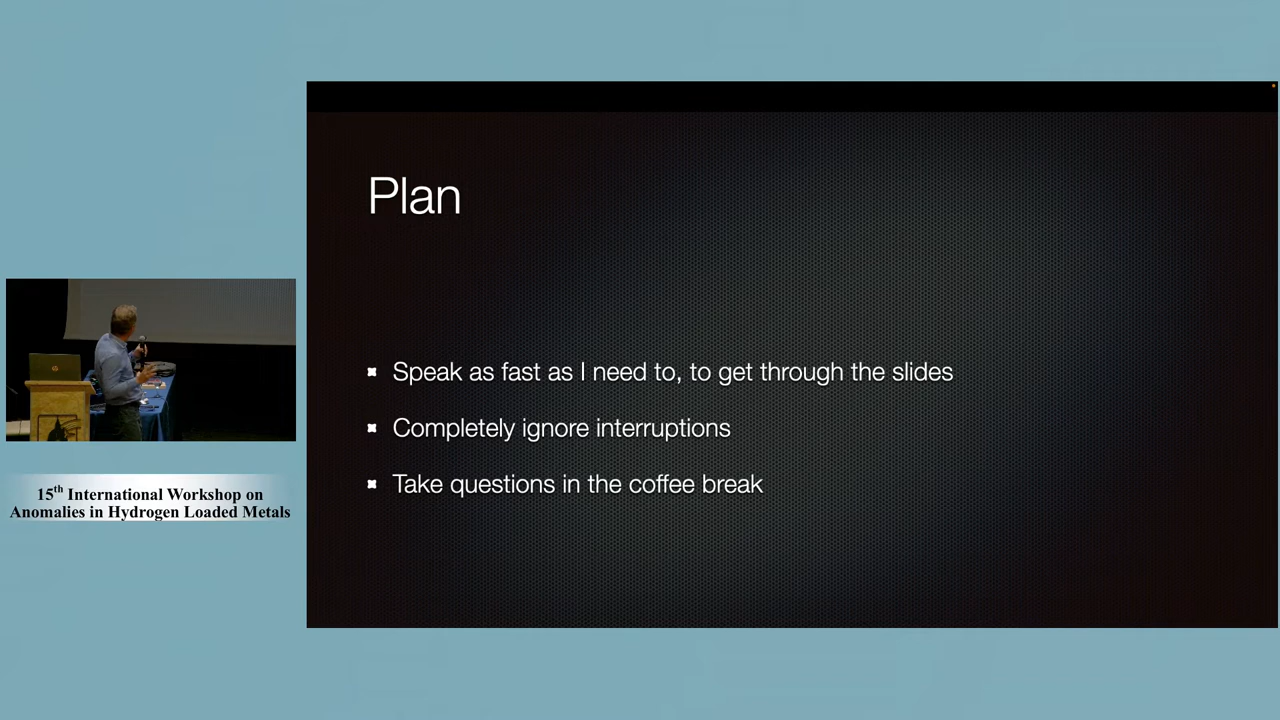 Plan
Speak as fast as I need to, to get through the slides
Completely ignore interruptions
Take questions in the coffee break
15th International Workshop on
Anomalies in Hydrogen Loaded Metals